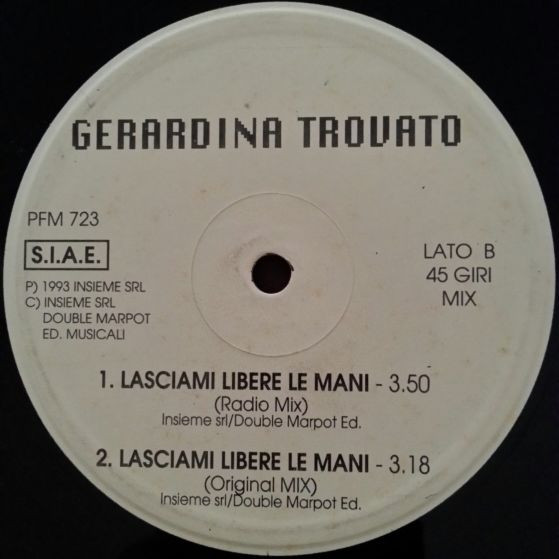 GERARDINA TROVATO
PFM 723
S.I.A.E.
P) 1993 INSIEME SRL
C) INSIEME SRL
DOUBLE MARPOT
ED. MUSICALI
LATO B
45 GIRI
MIX
1. LASCIAMI LIBERE LE MANI - 3.50
(Radio Mix)
Insieme srl/Double Marpot Ed.
2. LASCIAMI LIBERE LE MANI - 3.18
(Original MIX)
Insieme srl/Double Marpot Ed.